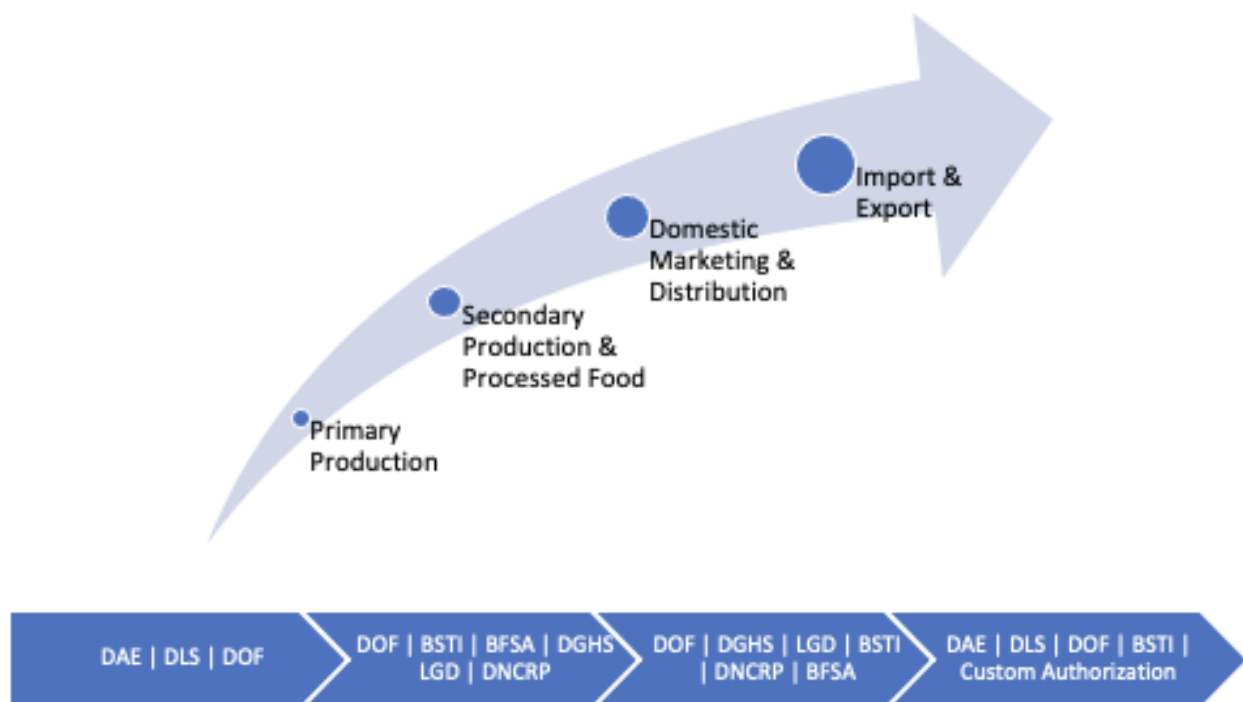 Import &
Export
Domestic
Marketing &
Distribution
Secondary
Production &
Processed Food
Primary
Production
DAE | DLS | DOF
DOF | BSTI | BFSA | DGHS
LGD | DNCRP
DOF | DGHS | LGD | BSTI
| DNCRP | BFSA
DAE | DLS | DOF | BSTI |
Custom Authorization